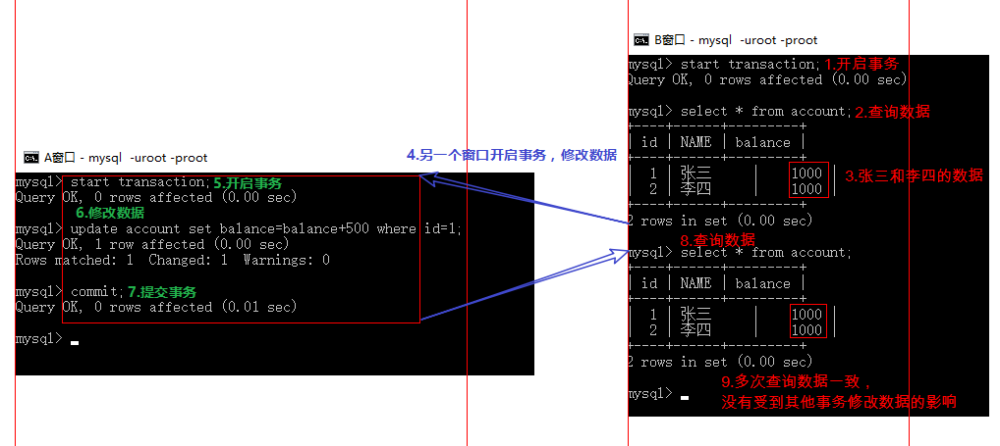 B窗口 - mysql  -uroot -proot
mysql> start transaction; 1.开启事务
Query OK, 0 rows affected (0.00 sec)
mysql> select * from account; 2.查询数据
+----+------+---------+
| id | NAME | balance |
+----+------+---------+
| 1 | 张三 | 1000 |
| 2 | 李四 | 1000 |
3.张三和李四的数据
+----+------+---------+
2 rows in set (0.00 sec)
8.查询数据
mysql> select * from account;
+----+------+---------+
| id | NAME | balance |
+----+------+---------+
| 1 | 张三 | 1000 |
| 2 | 李四 | 1000 |
+----+------+---------+
2 rows in set (0.00 sec)
9.多次查询数据一致，
mysql>
没有受到其他事务修改数据的影响
4.另一个窗口开启事务，修改数据
A窗口 - mysql  -uroot -proot
mysql> start transaction; 5.开启事务
Query OK, 0 rows affected (0.00 sec)
6.修改数据
mysql> update account set balance=balance+500 where id=1;
Query OK, 1 row affected (0.00 sec)
Rows matched: 1  Changed: 1  Warnings: 0
mysql> commit; 7.提交事务
Query OK, 0 rows affected (0.01 sec)
mysql>